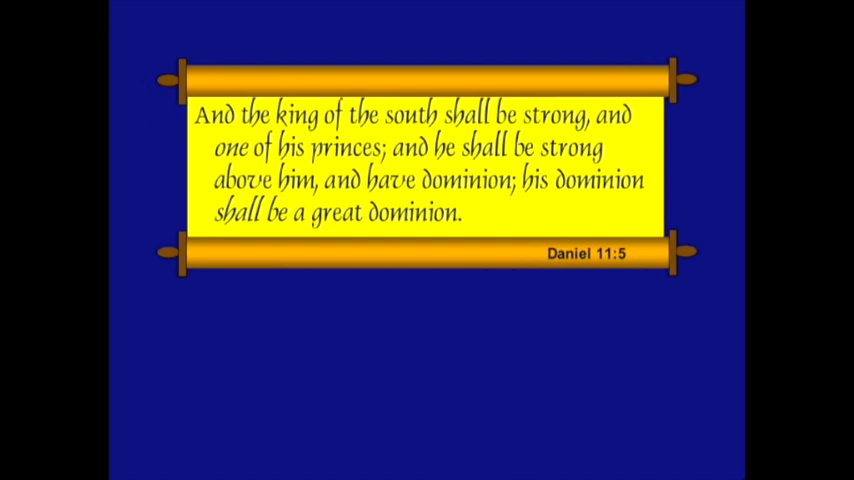 And the king of the south shall be strong, and
one of his princes; and he shall be strong
above him, and have dominion; his dominion
shall be a great dominion.
Daniel 11:5